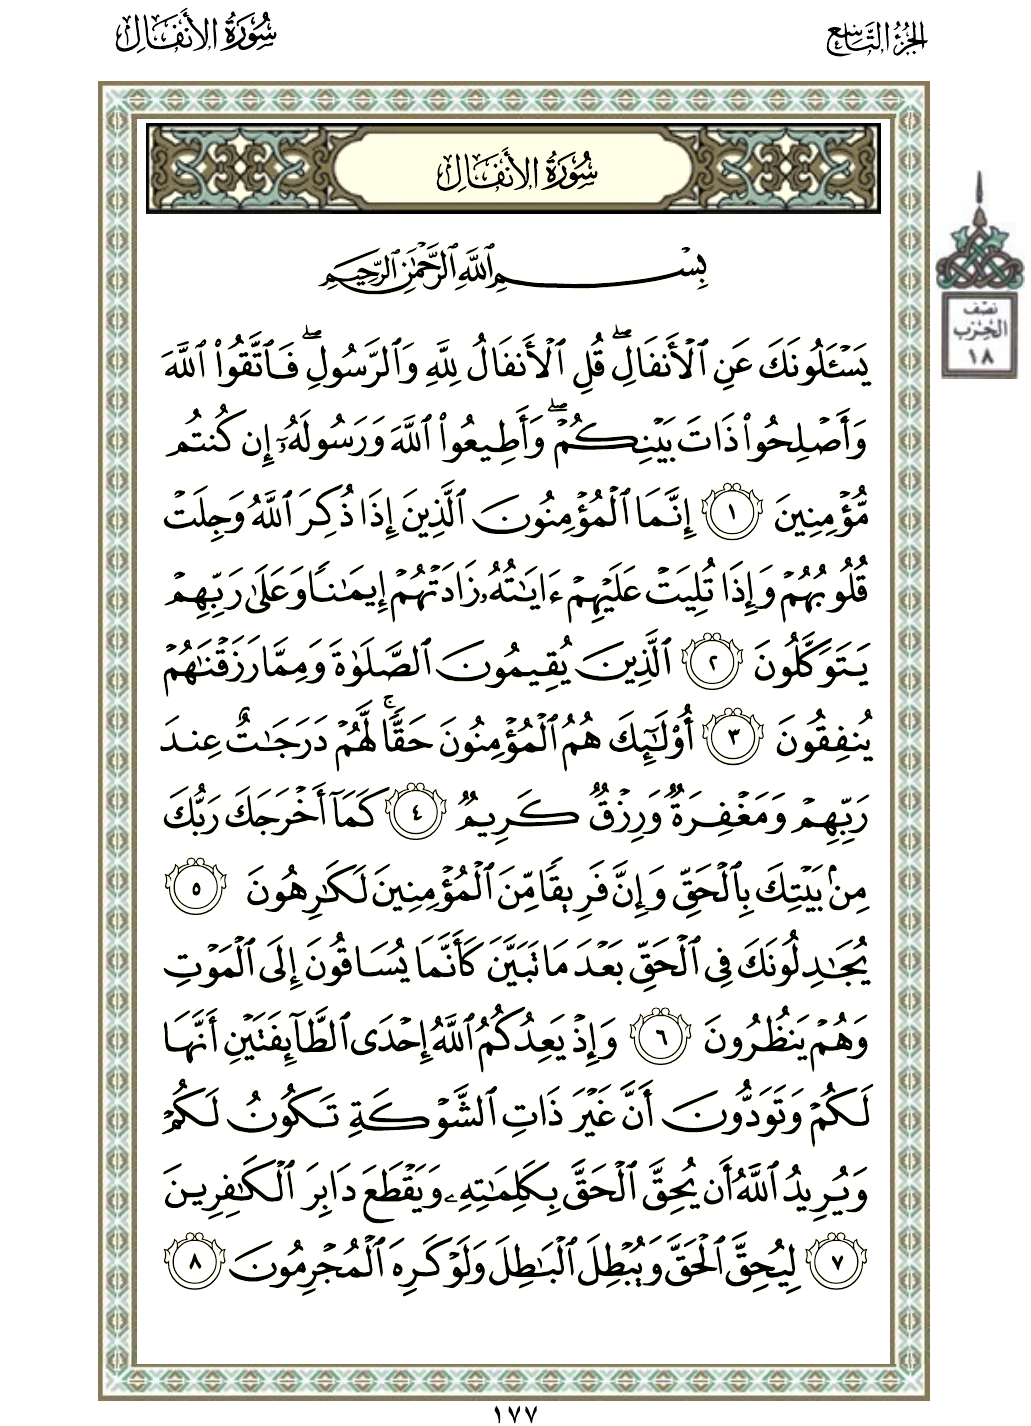 الجزء التاسع
سورة الأنفال
سورة الأنفال
بِسْمِ ٱللَّهِ ٱلرَّحْمَٰنِ ٱلرَّحِيمِ
نصف
الحزب
١٨
يَسْـَٔلُونَكَ عَنِ ٱلْأَنفَالِ ۖ قُلِ ٱلْأَنفَالُ لِلَّهِ وَٱلرَّسُولِ ۖ فَٱتَّقُوا۟ ٱللَّهَ
وَأَصْلِحُوا۟ ذَاتَ بَيْنِكُمْ ۖ وَأَطِيعُوا۟ ٱللَّهَ وَرَسُولَهُۥٓ إِن كُنتُم
مُّؤْمِنِينَ ١ إِنَّمَا ٱلْمُؤْمِنُونَ ٱلَّذِينَ إِذَا ذُكِرَ ٱللَّهُ وَجِلَتْ
قُلُوبُهُمْ وَإِذَا تُلِيَتْ عَلَيْهِمْ ءَايَٰتُهُۥ زَادَتْهُمْ إِيمَٰنًا وَعَلَىٰ رَبِّهِمْ
يَتَوَكَّلُونَ ٢ ٱلَّذِينَ يُقِيمُونَ ٱلصَّلَوٰةَ وَمِمَّا رَزَقْنَٰهُمْ
يُنفِقُونَ ٣ أُو۟لَٰٓئِكَ هُمُ ٱلْمُؤْمِنُونَ حَقًّا ۚ لَّهُمْ دَرَجَٰتٌ عِندَ
رَبِّهِمْ وَمَغْفِرَةٌ وَرِزْقٌ كَرِيمٌ ٤ كَمَآ أَخْرَجَكَ رَبُّكَ
مِنۢ بَيْتِكَ بِٱلْحَقِّ وَإِنَّ فَرِيقًا مِّنَ ٱلْمُؤْمِنِينَ لَكَٰرِهُونَ ٥
يُجَٰدِلُونَكَ فِى ٱلْحَقِّ بَعْدَ مَا تَبَيَّنَ كَأَنَّمَا يُسَاقُونَ إِلَى ٱلْمَوْتِ
وَهُمْ يَنظُرُونَ ٦ وَإِذْ يَعِدُكُمُ ٱللَّهُ إِحْدَى ٱلطَّآئِفَتَيْنِ أَنَّهَا
لَكُمْ وَتَوَدُّونَ أَنَّ غَيْرَ ذَاتِ ٱلشَّوْكَةِ تَكُونُ لَكُمْ
وَيُرِيدُ ٱللَّهُ أَن يُحِقَّ ٱلْحَقَّ بِكَلِمَٰتِهِۦ وَيَقْطَعَ دَابِرَ ٱلْكَٰفِرِينَ
٧ لِيُحِقَّ ٱلْحَقَّ وَيُبْطِلَ ٱلْبَٰطِلَ وَلَوْ كَرِهَ ٱلْمُجْرِمُونَ ٨
١٧٧